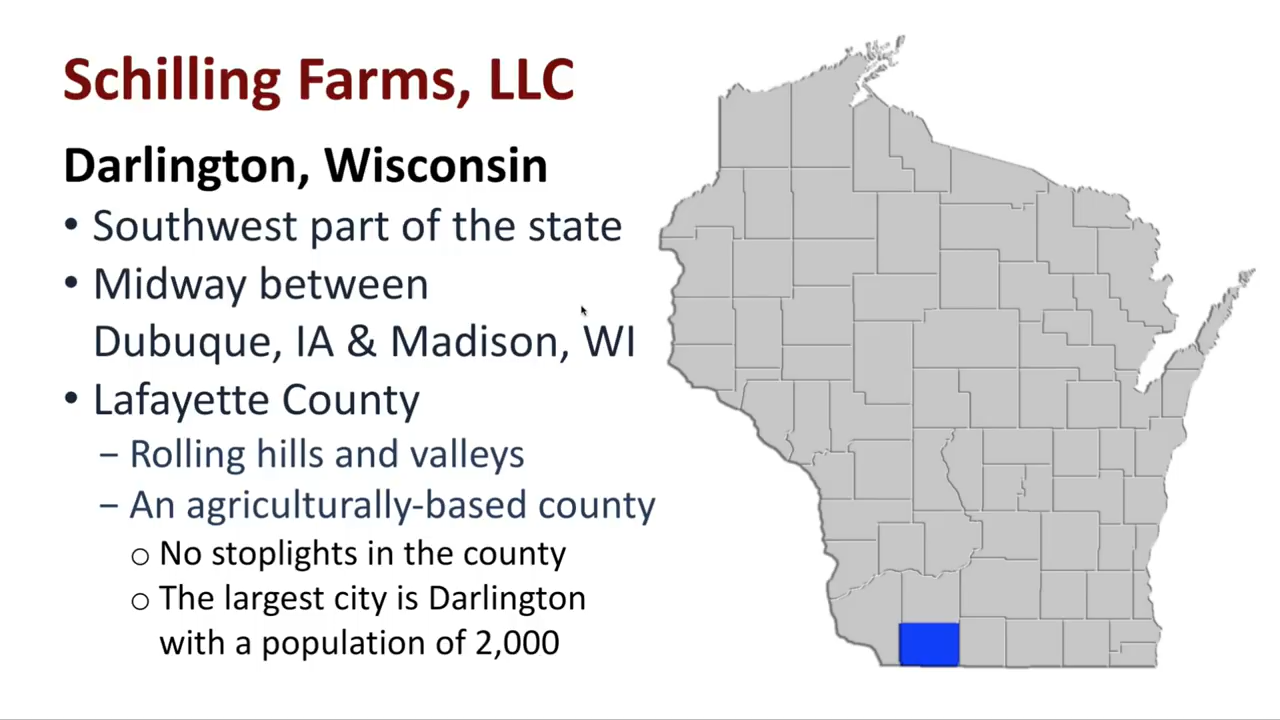 Schilling Farms, LLC
Darlington, Wisconsin
• Southwest part of the state
• Midway between
Dubuque, IA & Madison, WI
• Lafayette County
– Rolling hills and valleys
– An agriculturally-based county
o No stoplights in the county
o The largest city is Darlington
with a population of 2,000